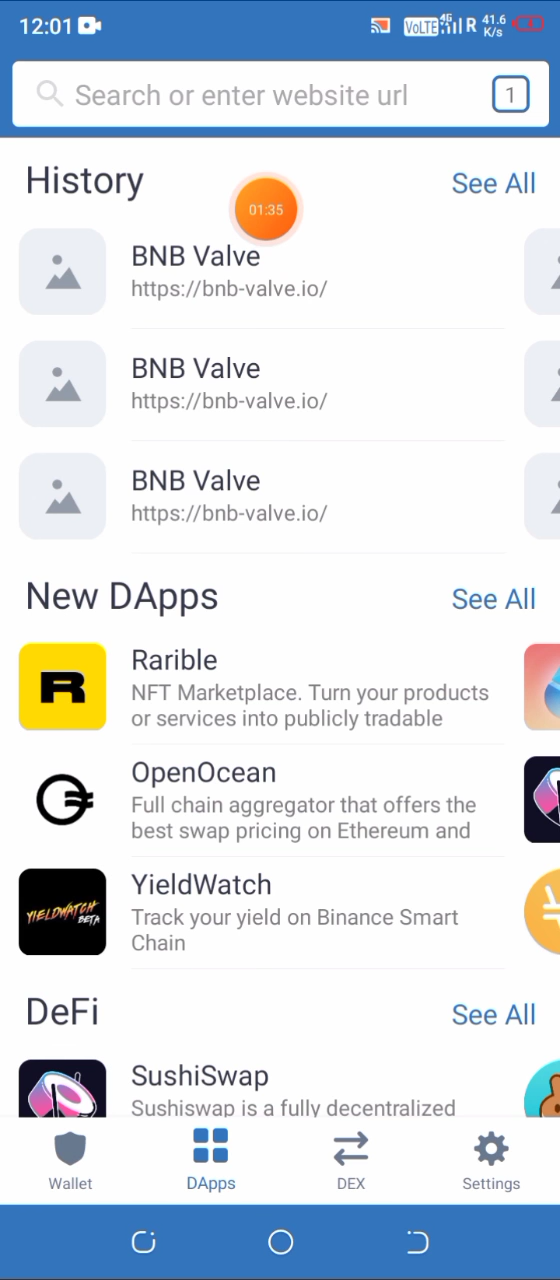 12:01
VoLTE 4G R 41.6 K/s
Search or enter website url
1
History
See All
01:35
BNB Valve
https://bnb-valve.io/
BNB Valve
https://bnb-valve.io/
BNB Valve
https://bnb-valve.io/
New DApps
See All
R
Rarible
NFT Marketplace. Turn your products
or services into publicly tradable
OpenOcean
Full chain aggregator that offers the
best swap pricing on Ethereum and
YIELDWATCH
BETA
YieldWatch
Track your yield on Binance Smart
Chain
DeFi
See All
SushiSwap
Sushiswap is a fully decentralized
Wallet
DApps
DEX
Settings